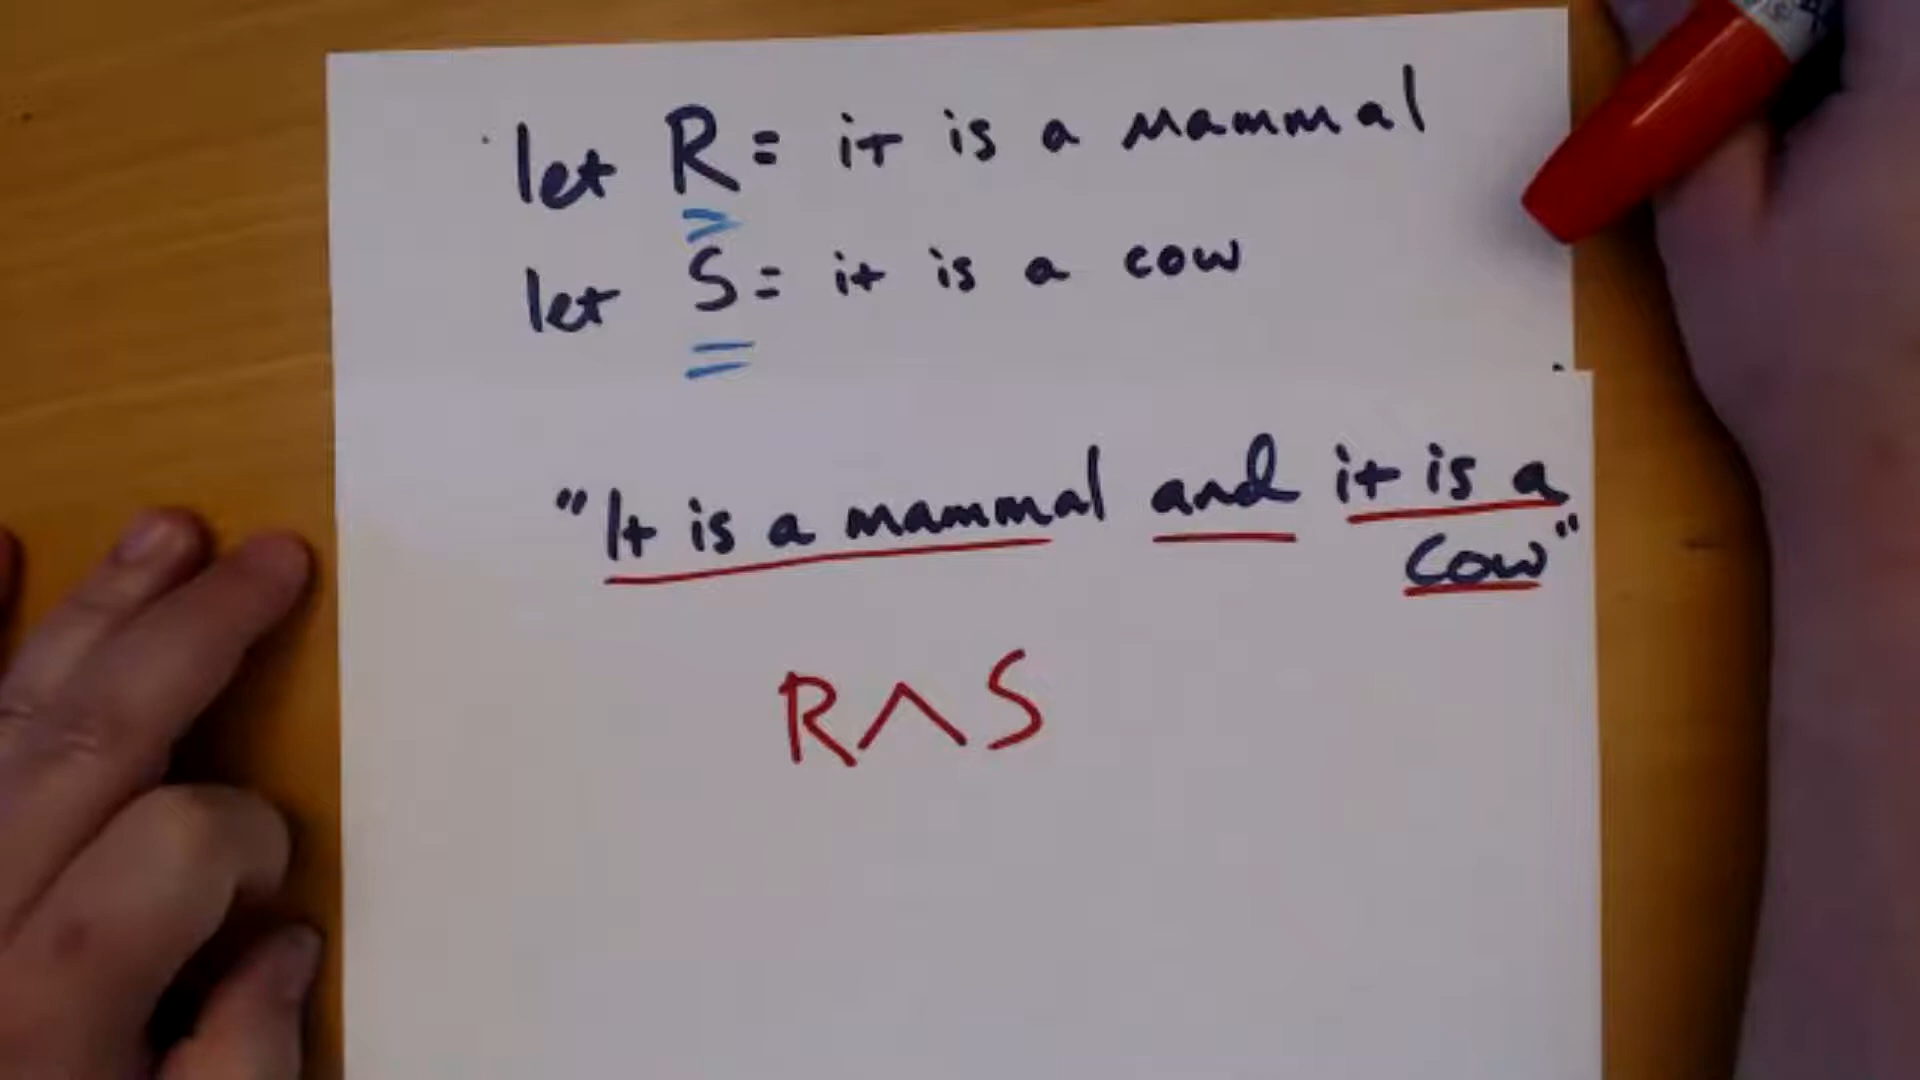 let R = it is a mammal
let S = it is a cow
"It is a mammal and it is a
cow"
R∧S